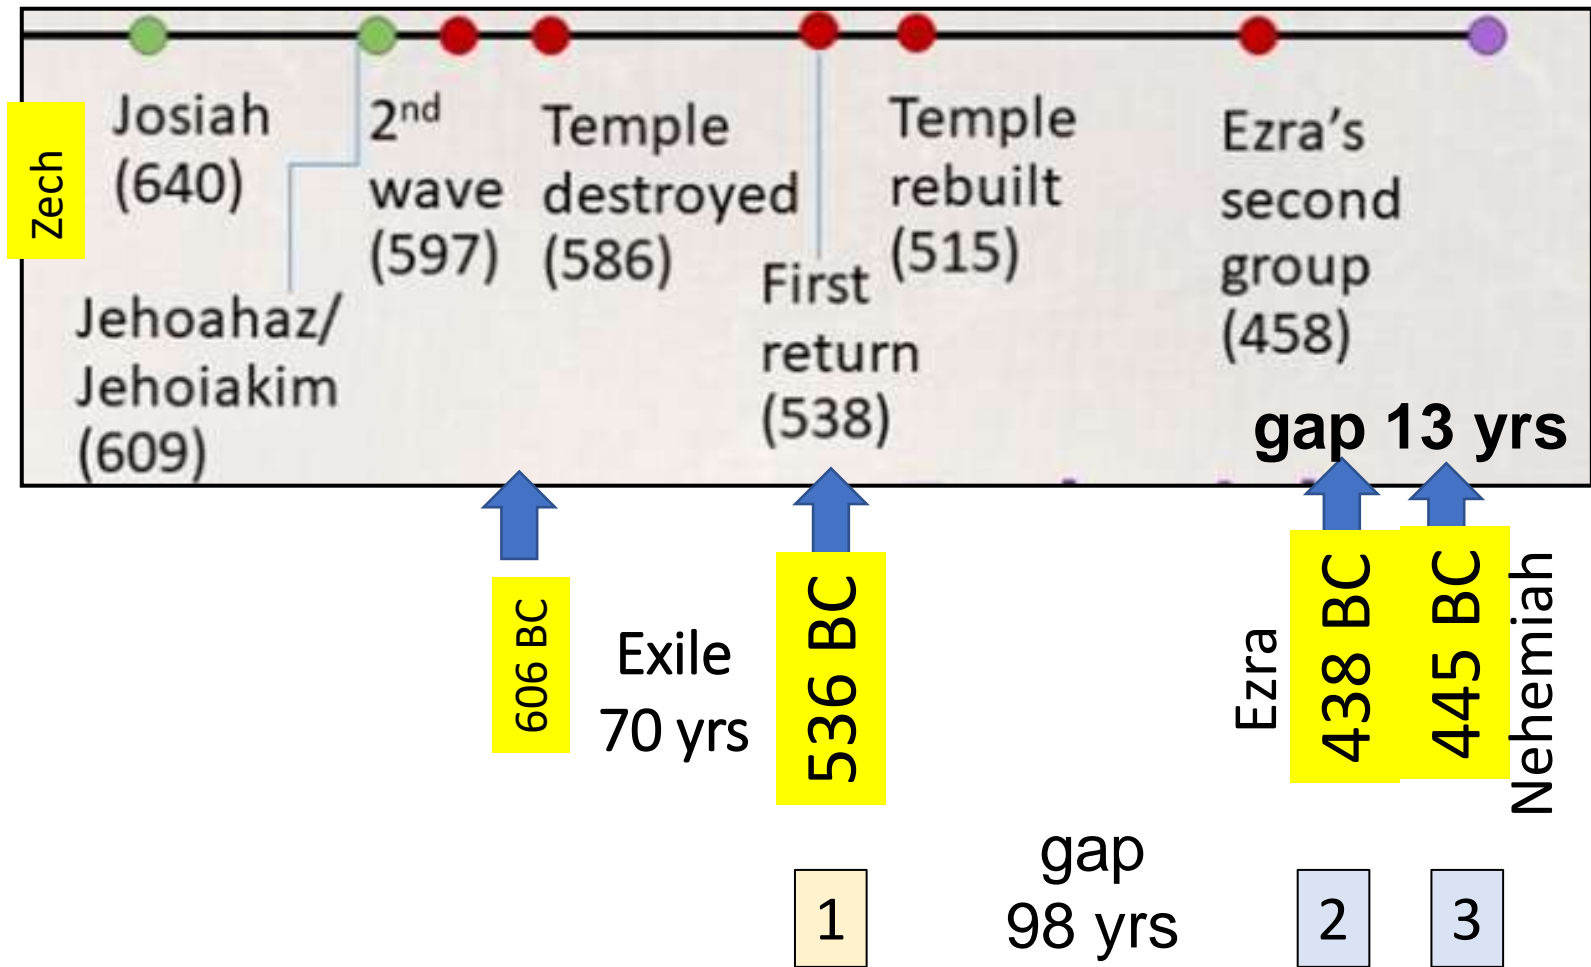 Zech
Josiah
(640)
Jehoahaz/
Jehoiakim
(609)
2nd
wave
(597)
Temple
destroyed
(586)
First
return
(538)
Temple
rebuilt
(515)
Ezra’s
second
group
(458)
gap 13 yrs
606 BC
Exile
70 yrs
536 BC
Ezra
438 BC
445 BC
Nehemiah
gap
98 yrs
1
2
3